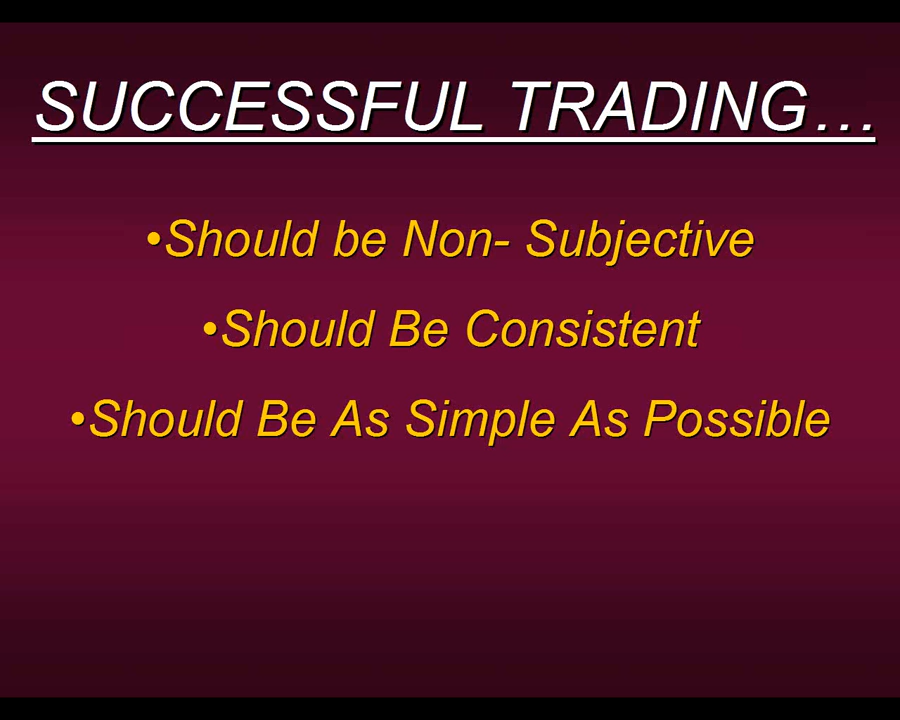 SUCCESSFUL TRADING…
•Should be Non- Subjective
•Should Be Consistent
•Should Be As Simple As Possible